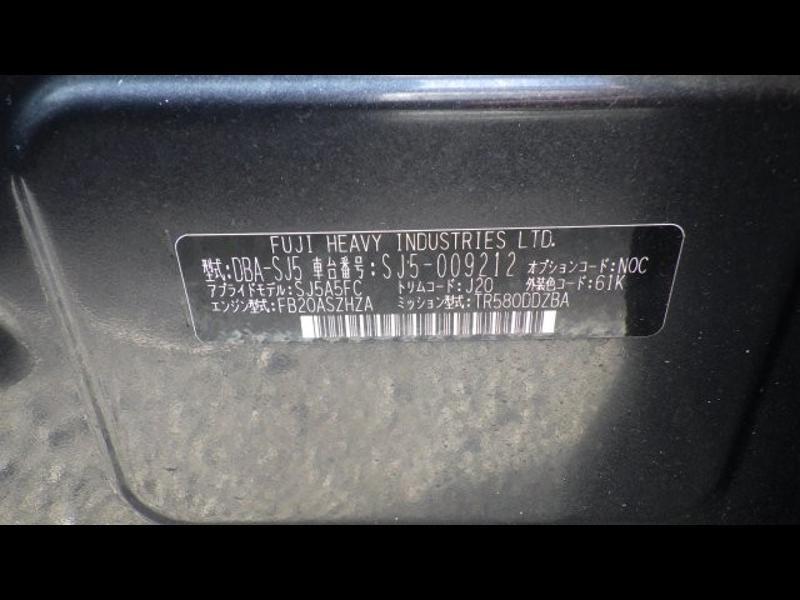 FUJI HEAVY INDUSTRIES LTD.
型式:DBA-SJ5 車台番号:SJ5-009212 オプションコード:NOC
アプライドモデル:SJ5A5FC トリムコード:J20 外装色コード:61K
エンジン型式:FB20ASZHZA ミッション型式:TR580DDZBA